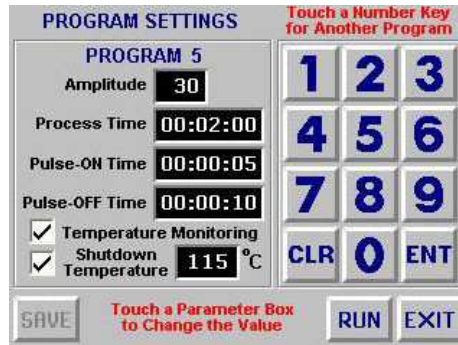 PROGRAM SETTINGS
Touch a Number Key
for Another Program
PROGRAM 5
Amplitude 30
Process Time 00:02:00
Pulse-ON Time 00:00:05
Pulse-OFF Time 00:00:10
Temperature Monitoring
Shutdown
Temperature 115 °C
1 2 3
4 5 6
7 8 9
CLR 0 ENT
SAVE
Touch a Parameter Box
to Change the Value
RUN EXIT